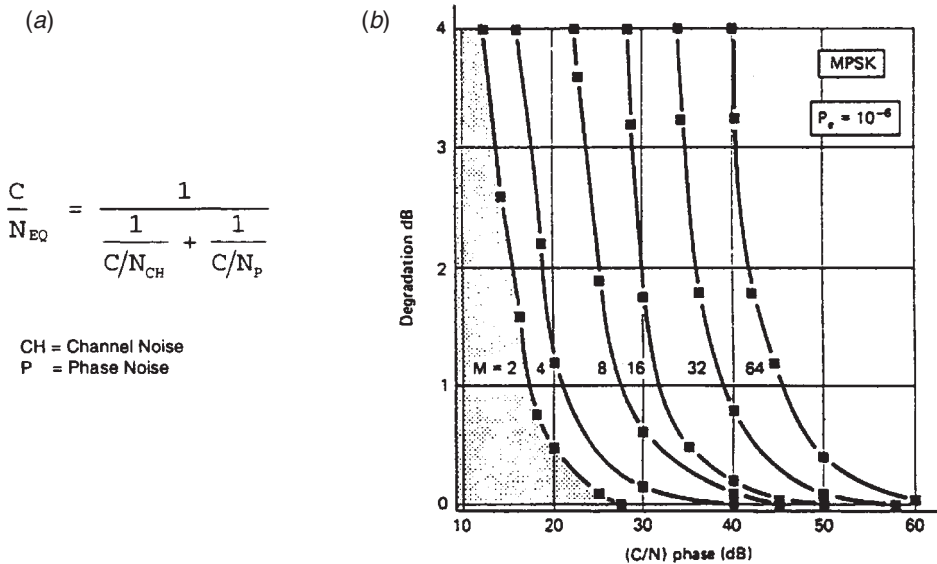 (a)
C/N_EQ = 1 / (1/(C/N_CH) + 1/(C/N_P))
CH = Channel Noise
P = Phase Noise
(b)
MPSK
P_e = 10^-6
Degradation dB
4
3
2
1
0
M = 2 4 8 16 32 64
10 20 30 40 50 60
(C/N) phase (dB)